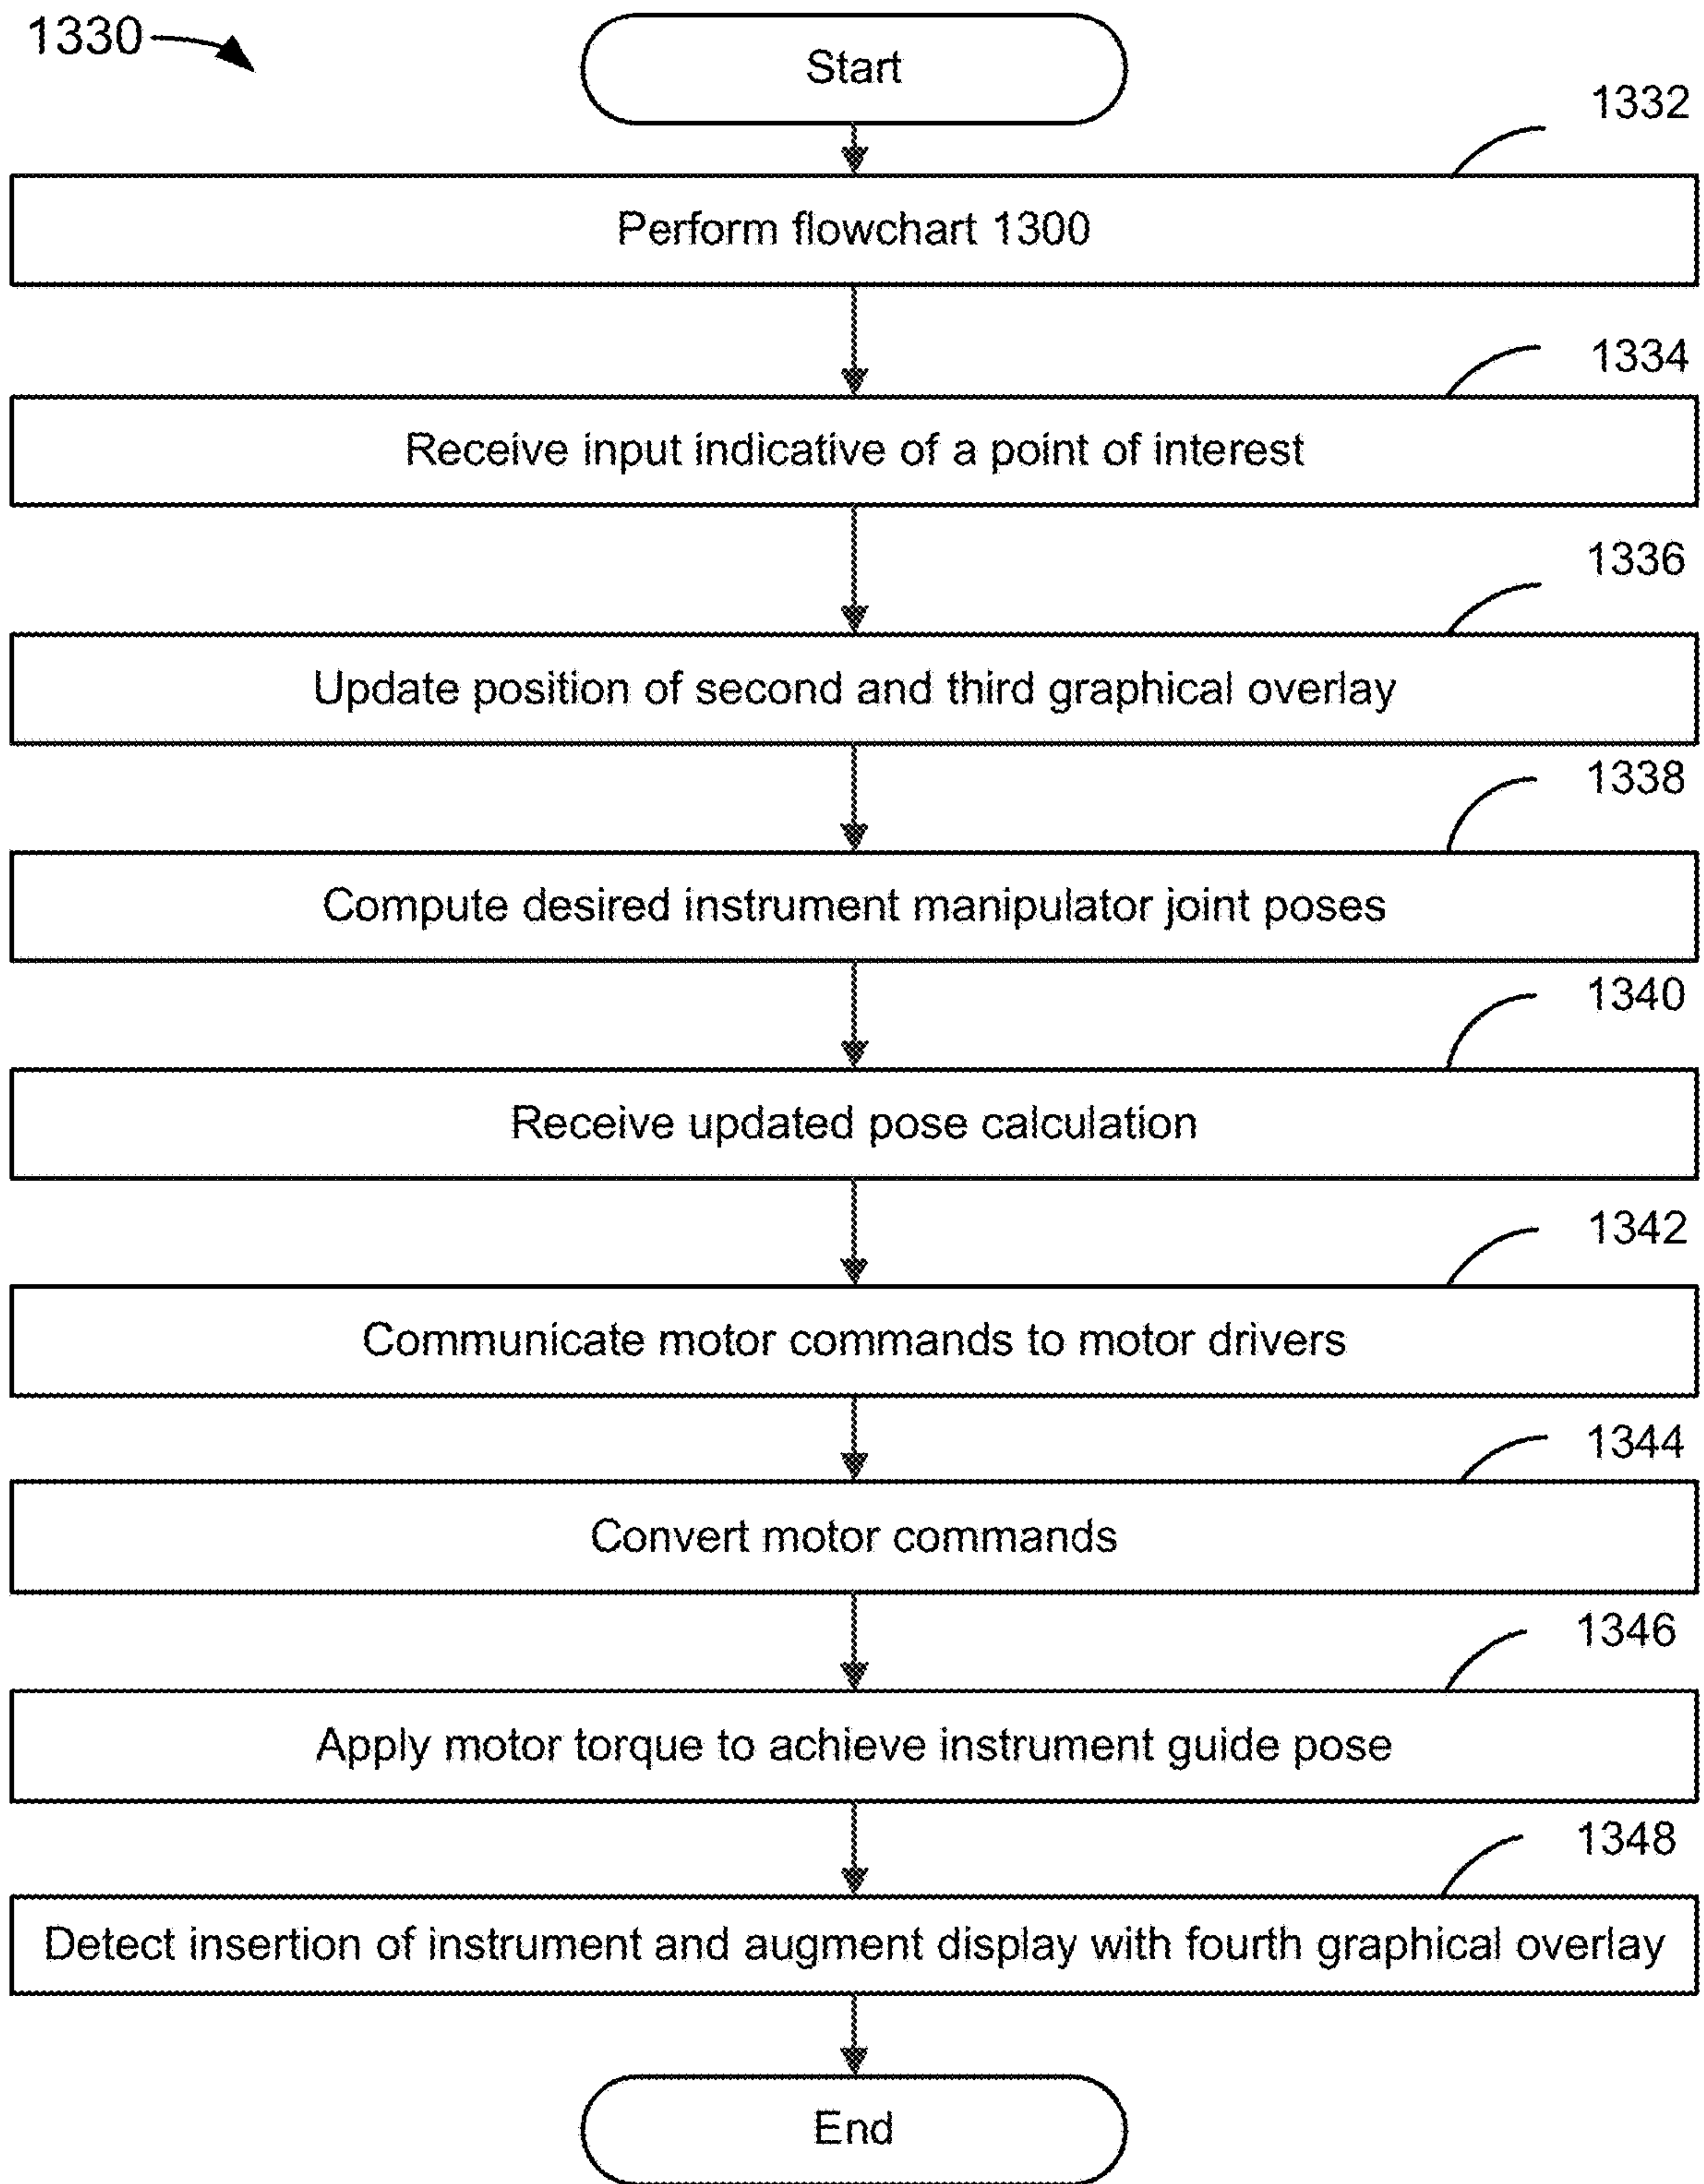 1330
Start
1332
Perform flowchart 1300
1334
Receive input indicative of a point of interest
1336
Update position of second and third graphical overlay
1338
Compute desired instrument manipulator joint poses
1340
Receive updated pose calculation
1342
Communicate motor commands to motor drivers
1344
Convert motor commands
1346
Apply motor torque to achieve instrument guide pose
1348
Detect insertion of instrument and augment display with fourth graphical overlay
End